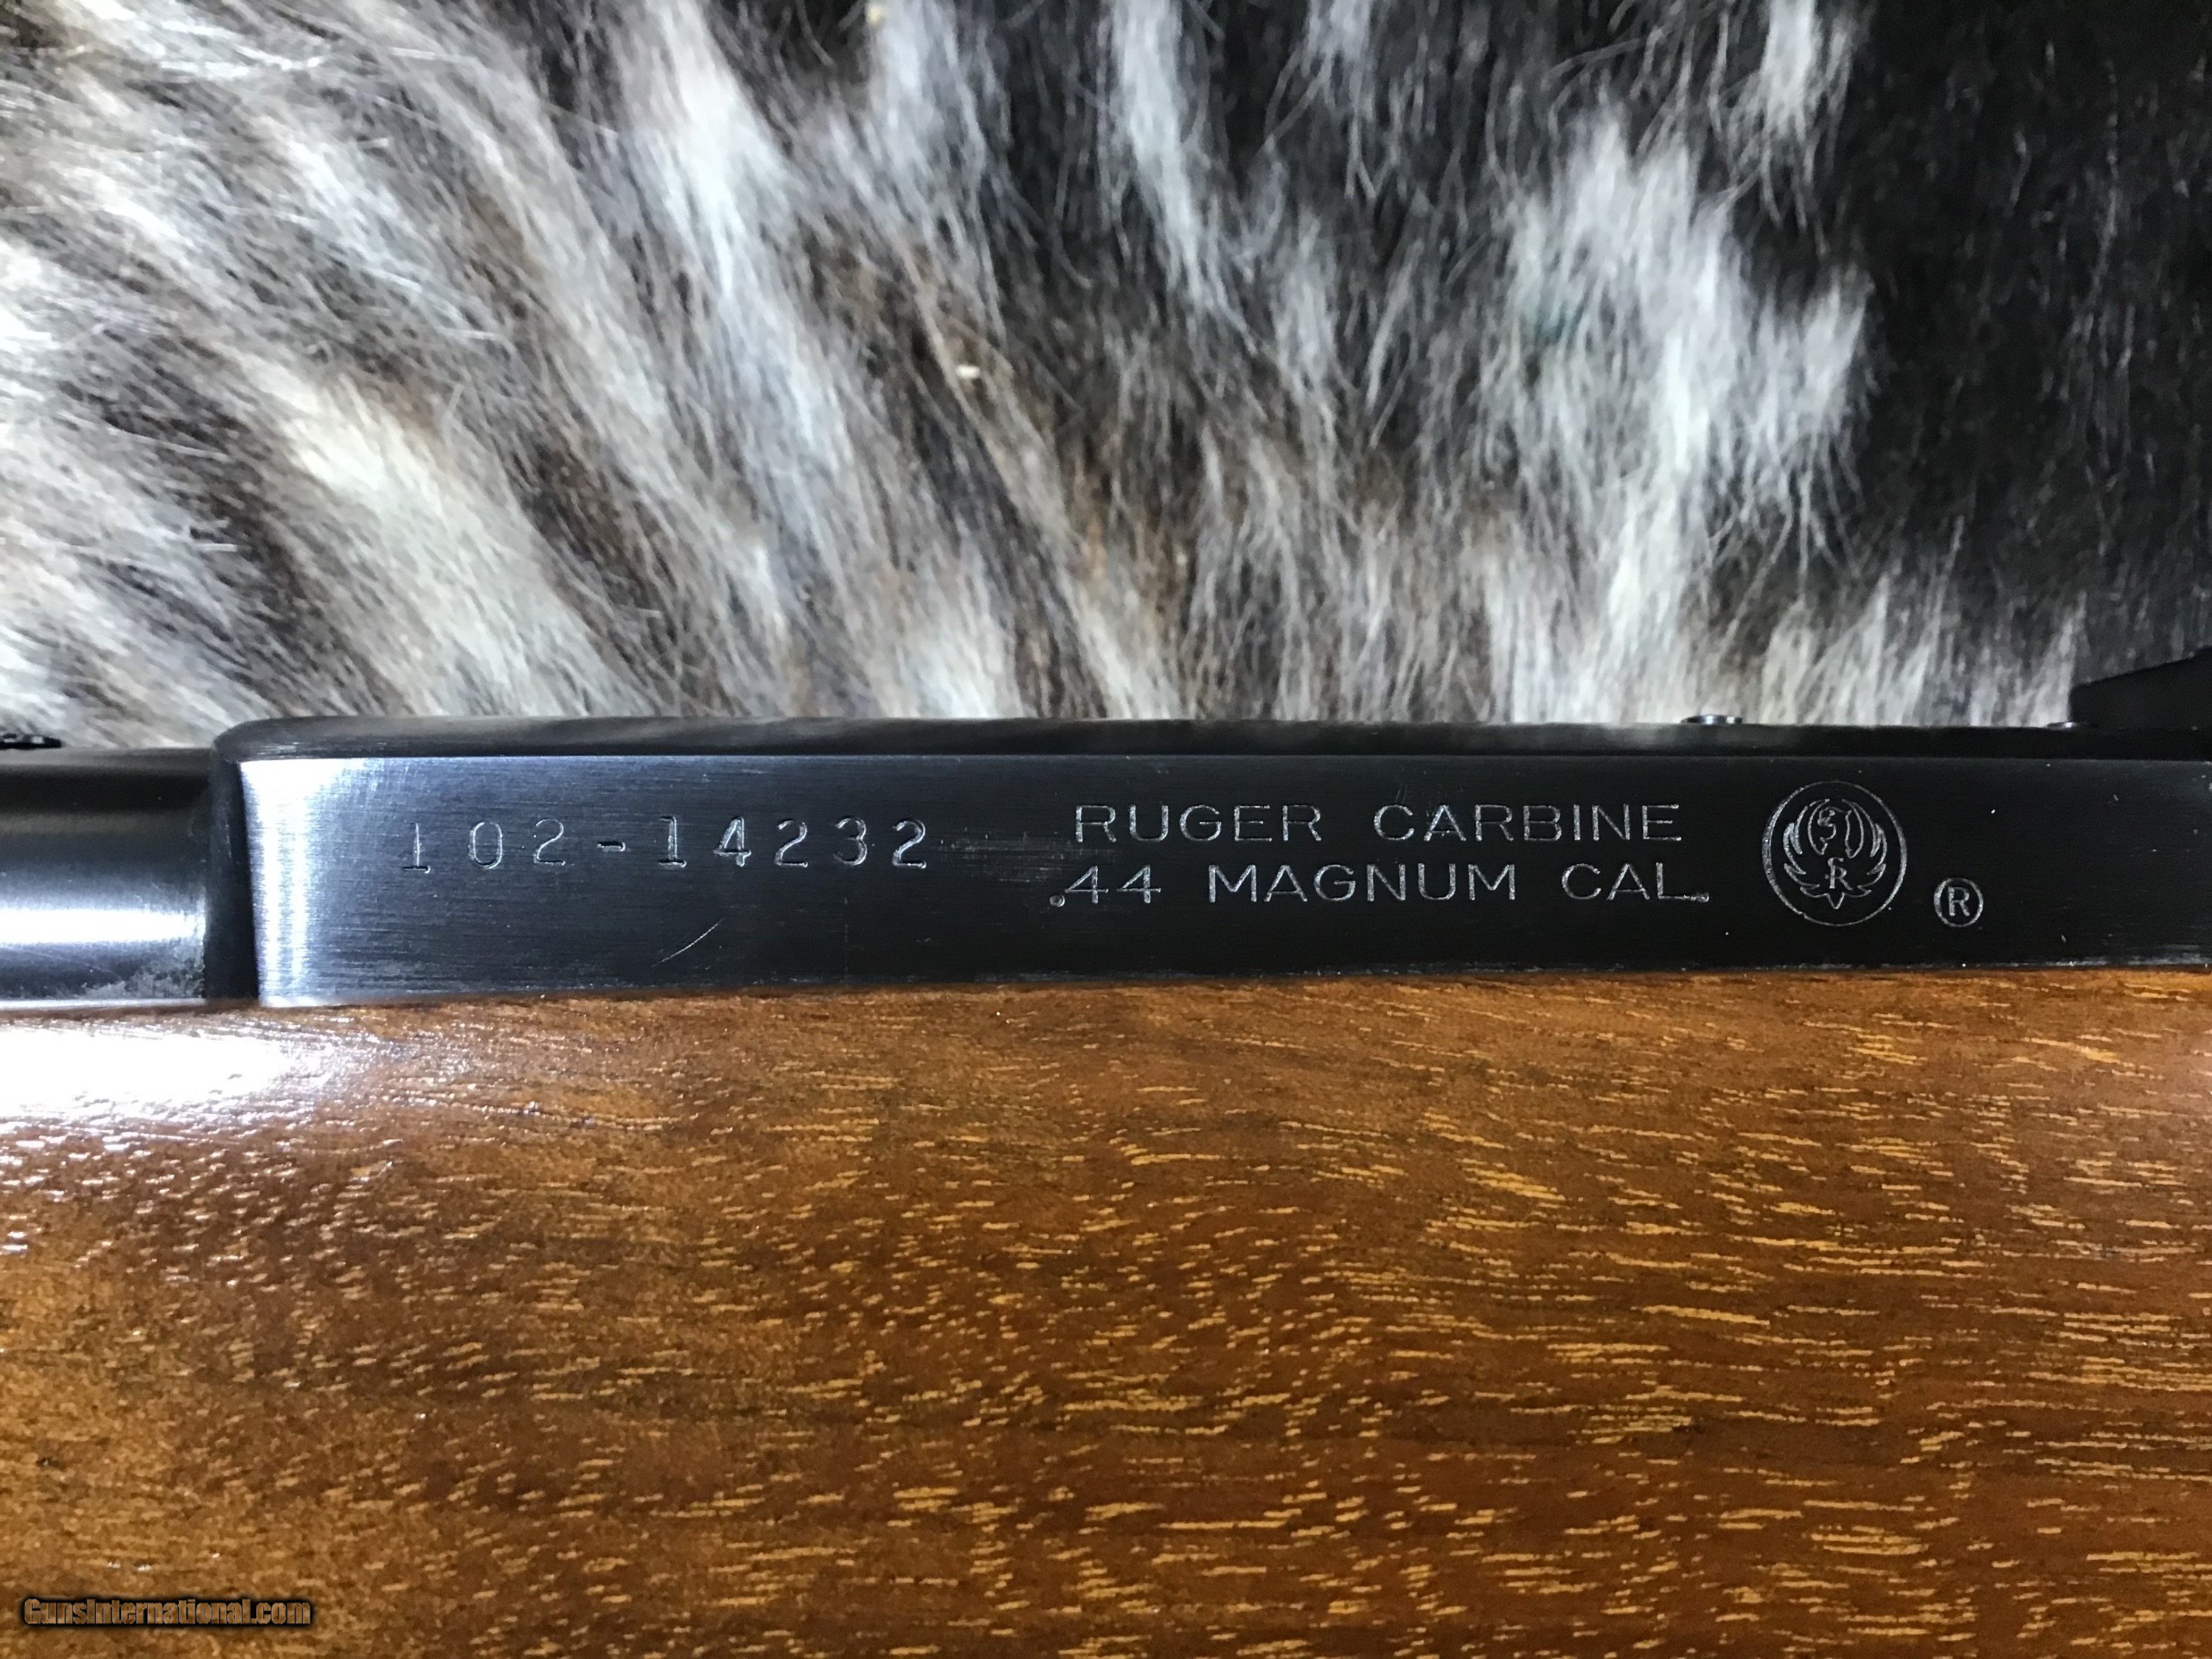 102-14232
RUGER CARBINE
.44 MAGNUM CAL.
®
GunsInternational.com